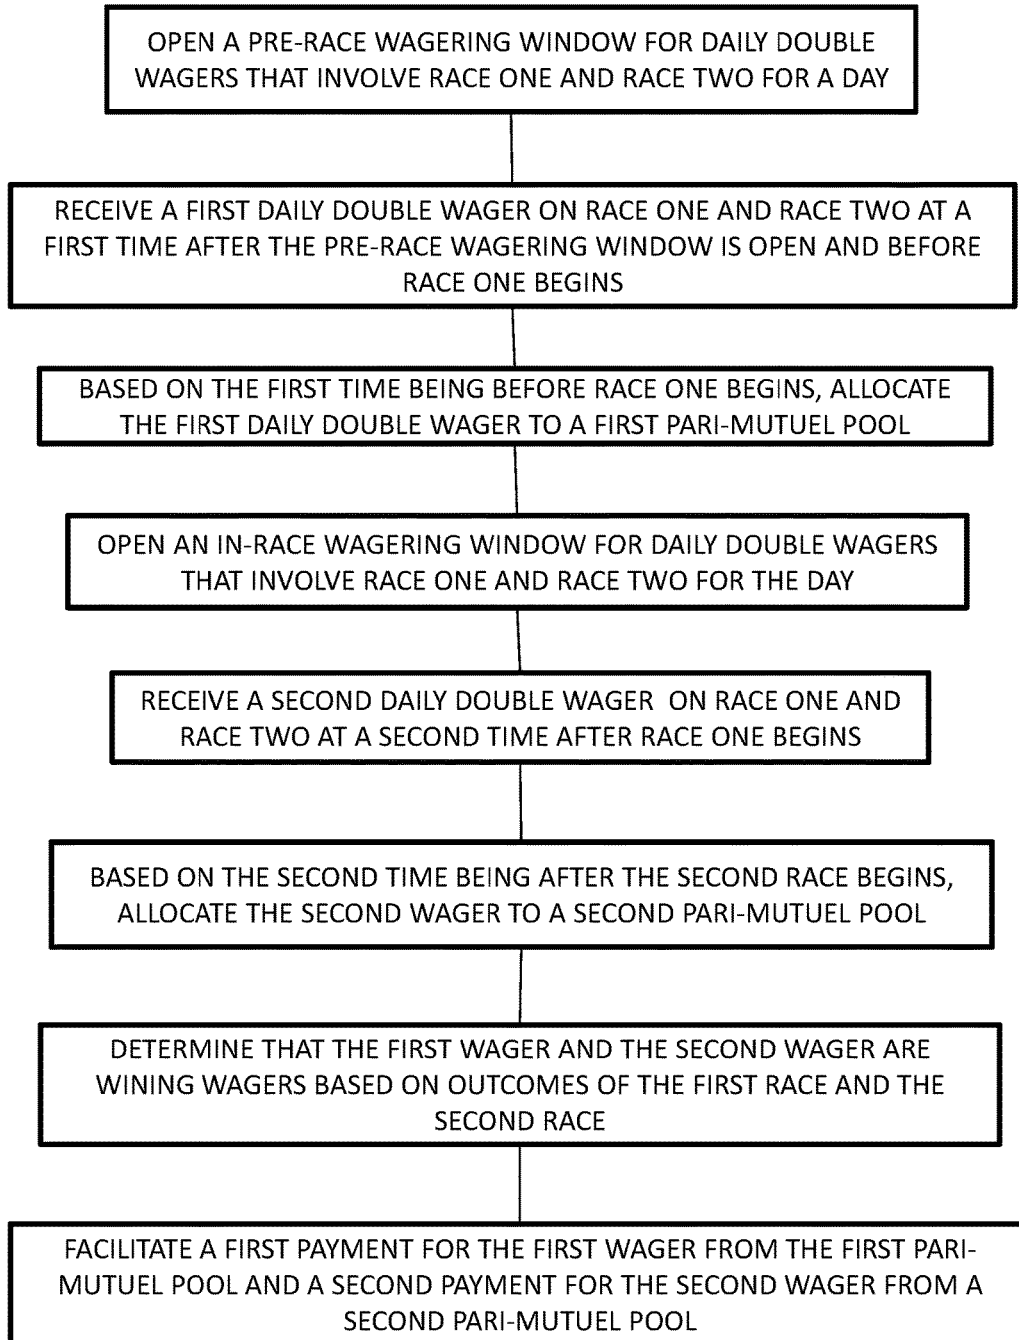 OPEN A PRE-RACE WAGERING WINDOW FOR DAILY DOUBLE
WAGERS THAT INVOLVE RACE ONE AND RACE TWO FOR A DAY
RECEIVE A FIRST DAILY DOUBLE WAGER ON RACE ONE AND RACE TWO AT A
FIRST TIME AFTER THE PRE-RACE WAGERING WINDOW IS OPEN AND BEFORE
RACE ONE BEGINS
BASED ON THE FIRST TIME BEING BEFORE RACE ONE BEGINS, ALLOCATE
THE FIRST DAILY DOUBLE WAGER TO A FIRST PARI-MUTUEL POOL
OPEN AN IN-RACE WAGERING WINDOW FOR DAILY DOUBLE WAGERS
THAT INVOLVE RACE ONE AND RACE TWO FOR THE DAY
RECEIVE A SECOND DAILY DOUBLE WAGER ON RACE ONE AND
RACE TWO AT A SECOND TIME AFTER RACE ONE BEGINS
BASED ON THE SECOND TIME BEING AFTER THE SECOND RACE BEGINS,
ALLOCATE THE SECOND WAGER TO A SECOND PARI-MUTUEL POOL
DETERMINE THAT THE FIRST WAGER AND THE SECOND WAGER ARE
WINING WAGERS BASED ON OUTCOMES OF THE FIRST RACE AND THE
SECOND RACE
FACILITATE A FIRST PAYMENT FOR THE FIRST WAGER FROM THE FIRST PARI-
MUTUEL POOL AND A SECOND PAYMENT FOR THE SECOND WAGER FROM A
SECOND PARI-MUTUEL POOL